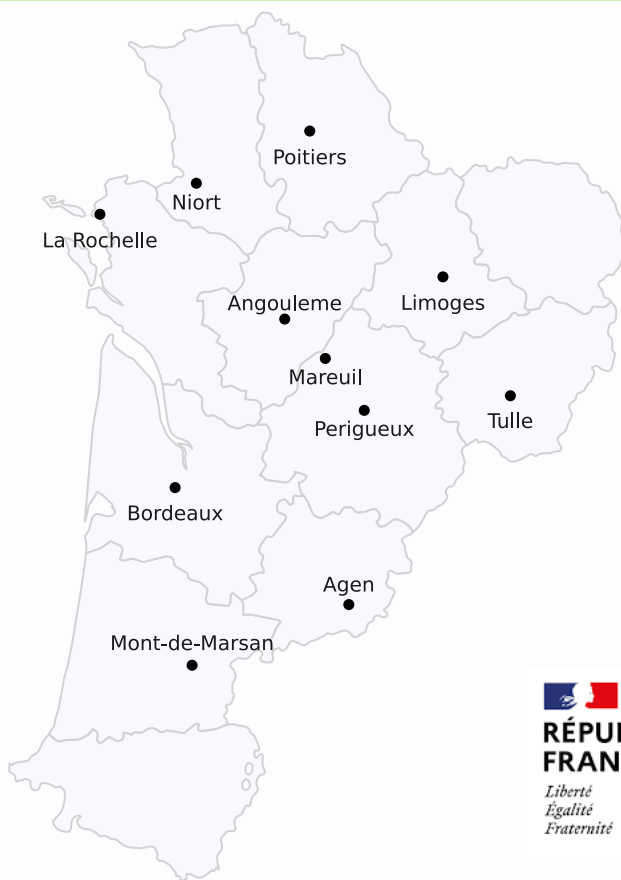 Poitiers
Niort
La Rochelle
Angouleme
Limoges
Mareuil
Perigueux
Tulle
Bordeaux
Agen
Mont-de-Marsan
RÉPU
FRAN
Liberté
Égalité
Fraternité